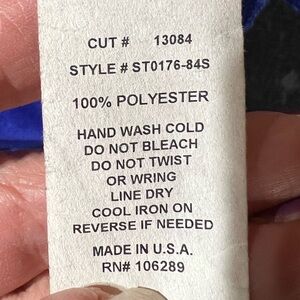 CUT # 13084
STYLE # ST0176-84S
100% POLYESTER
HAND WASH COLD
DO NOT BLEACH
DO NOT TWIST
OR WRING
LINE DRY
COOL IRON ON
REVERSE IF NEEDED
MADE IN U.S.A.
RN# 106289